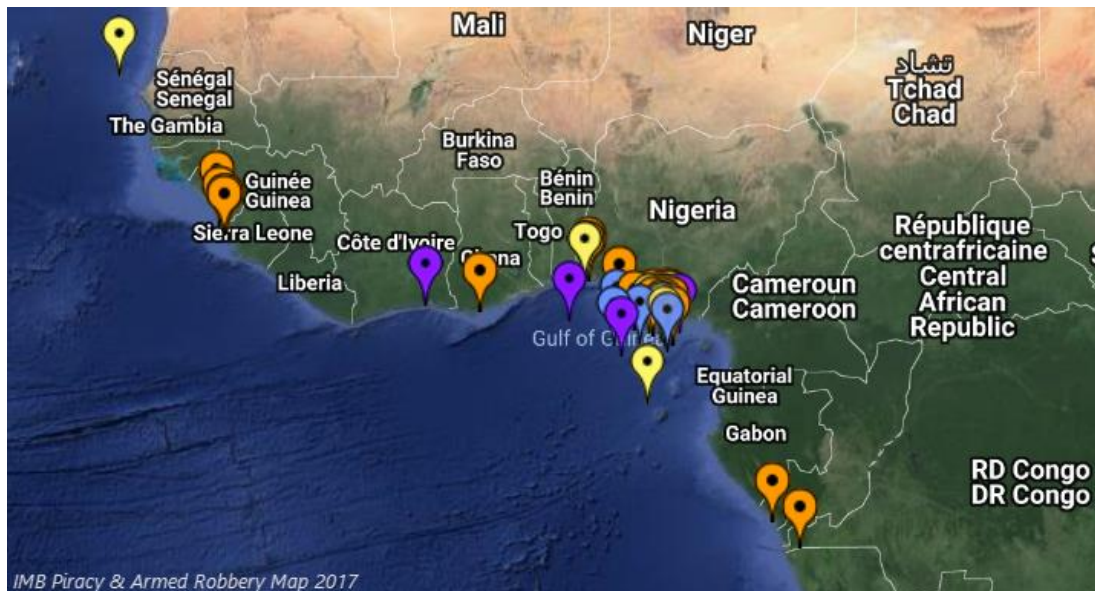 Mali
Niger
Sénégal
Senegal
تشاد
Tchad
Chad
The Gambia
Burkina
Faso
Guinée
Guinea
Bénin
Benin
Nigeria
République
centrafricaine
Central
African
Republic
Sierra Leone
Côte d'Ivoire
Togo
Ghana
Liberia
Cameroun
Cameroon
Gulf of Guinea
Equatorial
Guinea
Gabon
RD Congo
DR Congo
IMB Piracy & Armed Robbery Map 2017